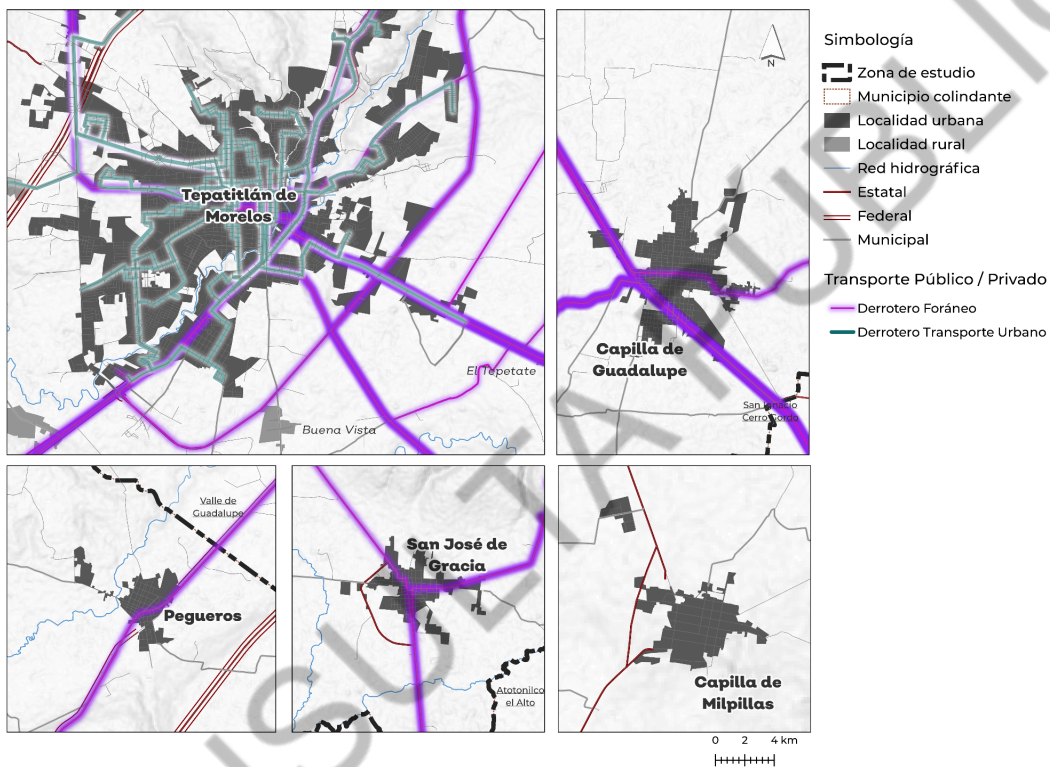 Tepatitlán de
Morelos
El Tepetate
Buena Vista
N
Capilla de
Guadalupe
San Ignacio
Cerro Gordo
Simbología
Zona de estudio
Municipio colindante
Localidad urbana
Localidad rural
Red hidrográfica
Estatal
Federal
Municipal
Transporte Público / Privado
Derrotero Foráneo
Derrotero Transporte Urbano
Valle de
Guadalupe
Pegueros
San José de
Gracia
Atotonilco
el Alto
Capilla de
Milpillas
0 2 4 km